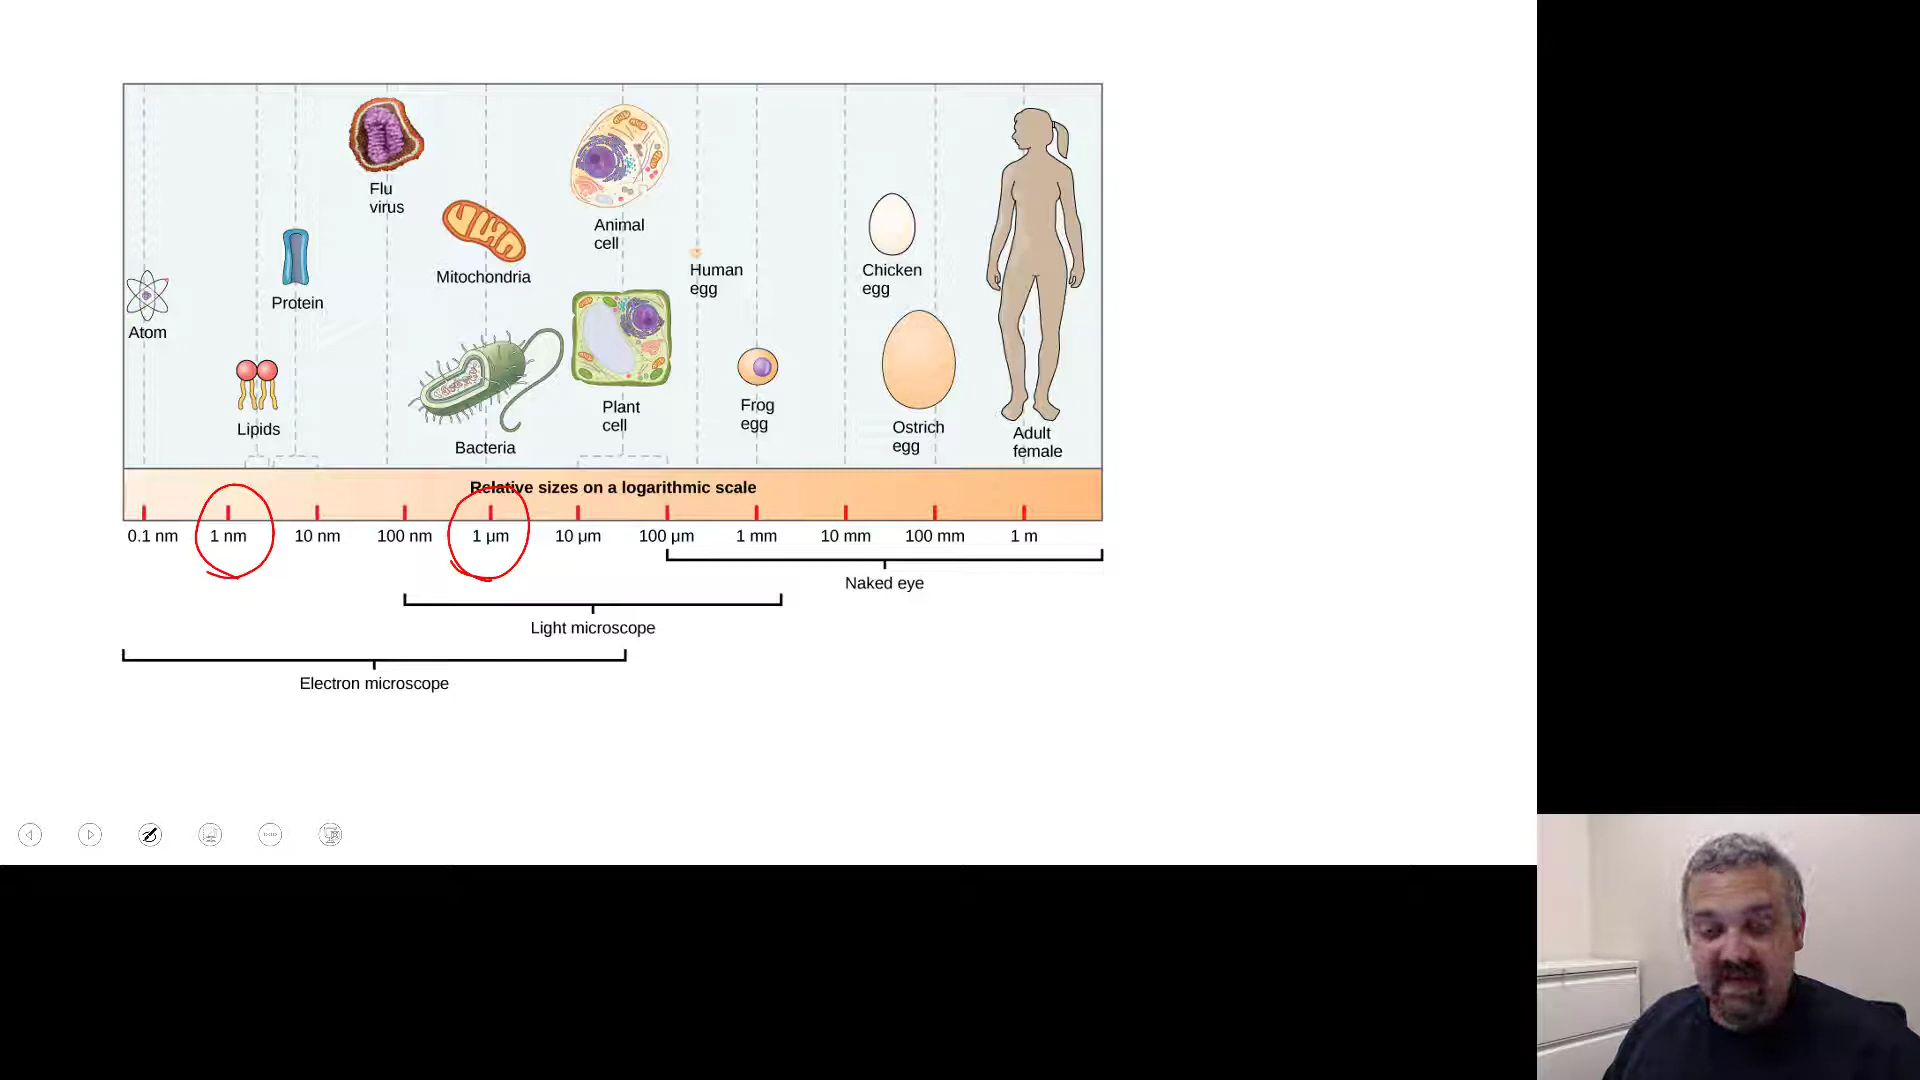 Flu
virus
Animal
cell
Mitochondria
Human
egg
Chicken
egg
Protein
Atom
Lipids
Bacteria
Plant
cell
Frog
egg
Ostrich
egg
Adult
female
Relative sizes on a logarithmic scale
0.1 nm 1 nm 10 nm 100 nm 1 µm 10 µm 100 µm 1 mm 10 mm 100 mm 1 m
Naked eye
Light microscope
Electron microscope